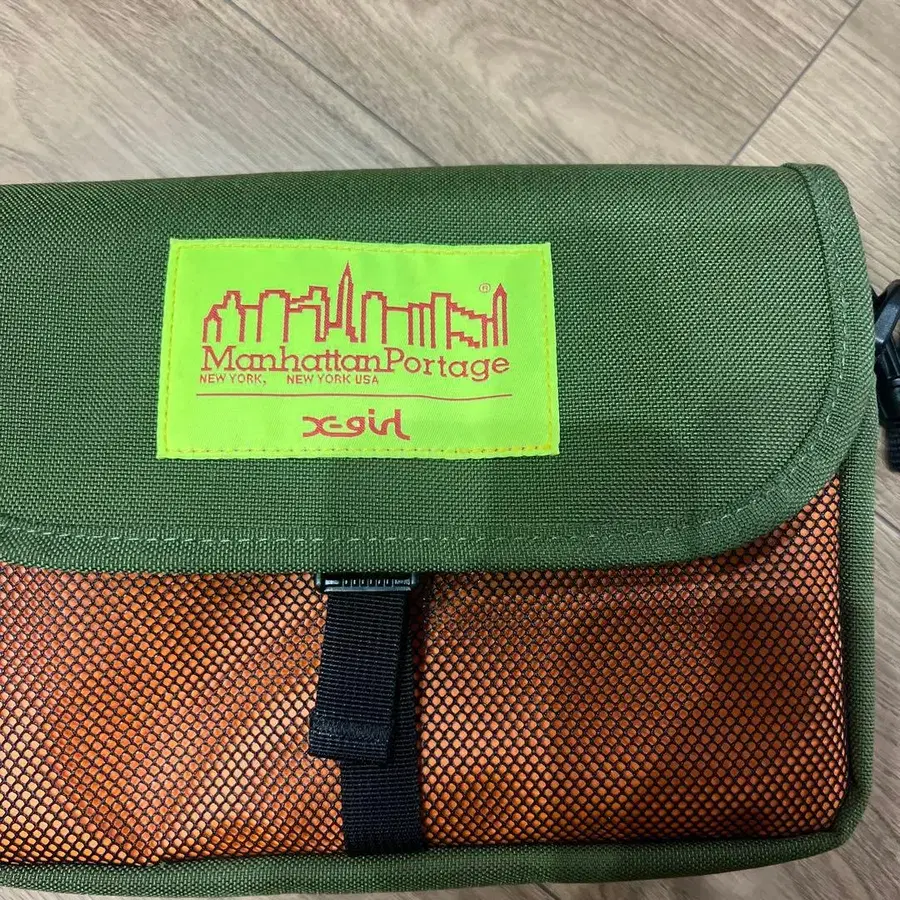 ®
ManhattanPortage
NEW YORK, NEW YORK USA
X-girl